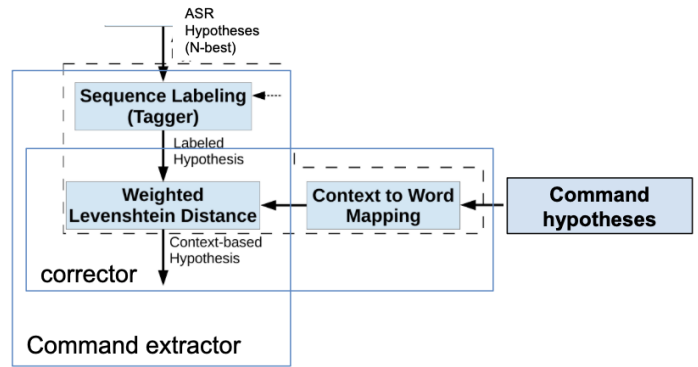 ASR
Hypotheses
(N-best)
Sequence Labeling
(Tagger)
Labeled
Hypothesis
Weighted
Levenshtein Distance
Context to Word
Mapping
Command
hypotheses
Context-based
Hypothesis
corrector
Command extractor